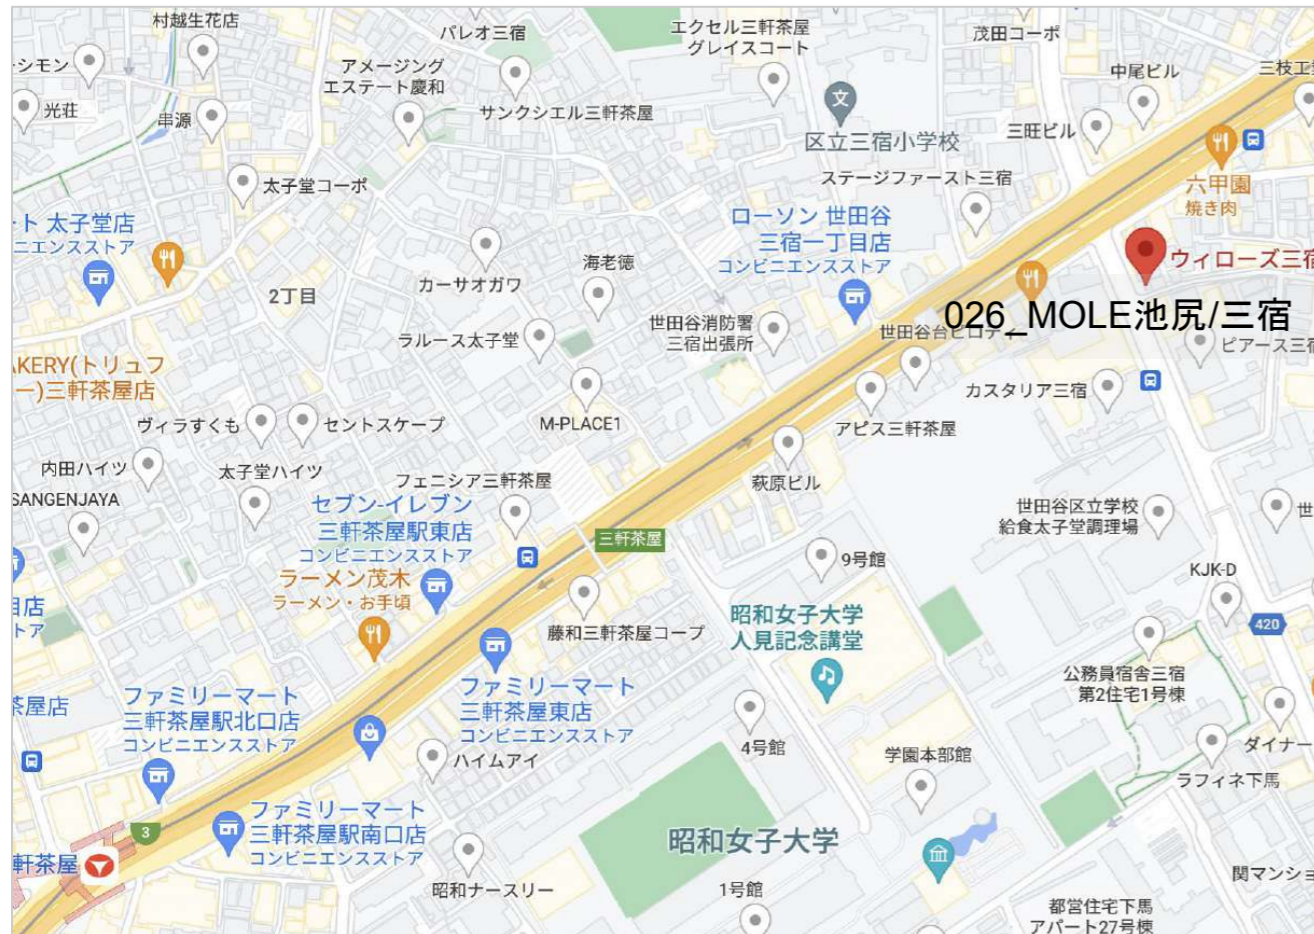 村越生花店
パレオ三宿
エクセル三軒茶屋
グレイスコート
茂田コーポ
シモン
アメージング
エステート慶和
中尾ビル
三枝工
光荘
串源
サンクシエル三軒茶屋
文
三旺ビル
区立三宿小学校
太子堂コーポ
ステージファースト三宿
六甲園
焼き肉
ート 太子堂店
ニエンスストア
ローソン 世田谷
三宿一丁目店
コンビニエンスストア
海老徳
カーサオガワ
ウィローズ三宿
2丁目
026_MOLE池尻/三宿
世田谷消防署
三宿出張所
世田谷台ヒロテ
ラルース太子堂
ピアース三宿
AKERY(トリュフ
ー)三軒茶屋店
カスタリア三宿
ヴィラすくも
セントスケープ
M-PLACE1
アピス三軒茶屋
内田ハイツ
太子堂ハイツ
フェニシア三軒茶屋
萩原ビル
SANGENJAYA
セブン-イレブン
三軒茶屋駅東店
コンビニエンスストア
世田谷区立学校
給食太子堂調理場
世
三軒茶屋
9号館
ラーメン茂木
ラーメン・お手頃
KJK-D
目店
トア
昭和女子大学
人見記念講堂
420
藤和三軒茶屋コープ
公務員宿舎三宿
第2住宅1号棟
ファミリーマート
三軒茶屋駅北口店
コンビニエンスストア
ファミリーマート
三軒茶屋東店
コンビニエンスストア
茶屋店
4号館
ハイムアイ
学園本部館
ダイナー
ラフィネ下馬
ファミリーマート
三軒茶屋駅南口店
コンビニエンスストア
3
昭和女子大学
軒茶屋
昭和ナースリー
1号館
関マンショ
都営住宅下馬
アパート27号棟